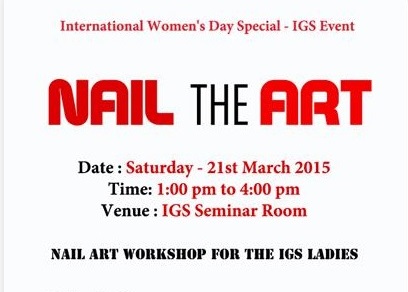 International Women's Day Special - IGS Event
NAIL THE ART
Date : Saturday - 21st March 2015
Time: 1:00 pm to 4:00 pm
Venue : IGS Seminar Room
NAIL ART WORKSHOP FOR THE IGS LADIES